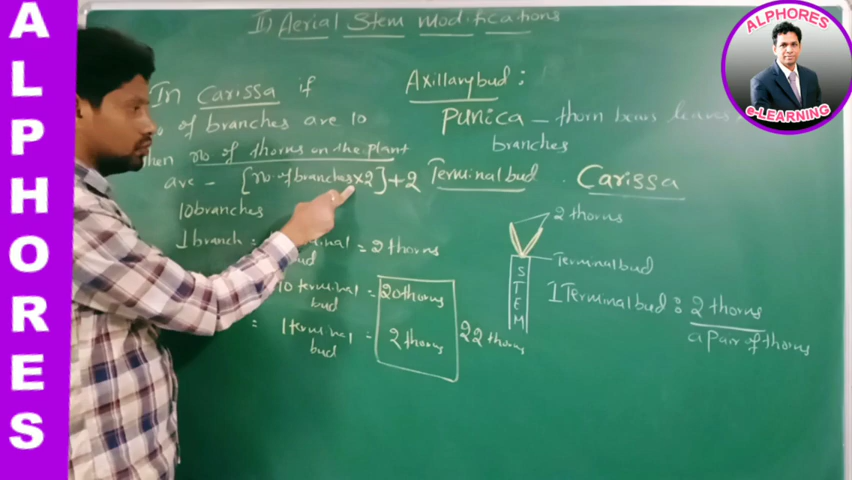 ALPHORES
ALPHORES
e-LEARNING
II) Aerial Stem modifications
In Carissa if
of branches are 10
then no of thorns on the plant
are - [no. of branches x 2] + 2
10 branches
1 branch = minal bud = 2 thorns
10 terminal bud = 20 thorns
= 1 terminal bud = 2 thorns
22 thorns
Axillary bud :
Punica - thorn bears leaves
branches
Terminal bud . Carissa
2 thorns
Terminal bud
STEM
1 Terminal bud : 2 thorns
a pair of thorns